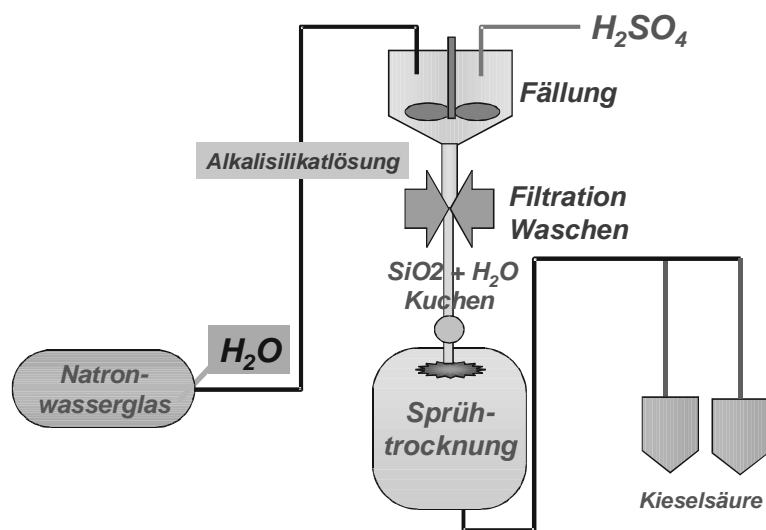 H₂SO₄
Fällung
Alkalisilikatlösung
Filtration
Waschen
SiO2 + H₂O
Kuchen
H₂O
Natron-
wasserglas
Sprüh-
trocknung
Kieselsäure